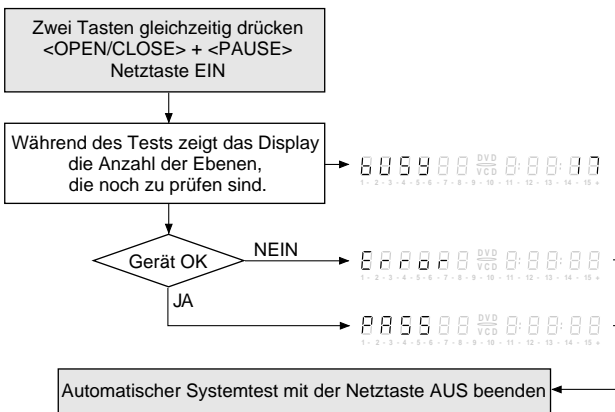 Zwei Tasten gleichzeitig drücken
<OPEN/CLOSE> + <PAUSE>
Netztaste EIN
Während des Tests zeigt das Display
die Anzahl der Ebenen,
die noch zu prüfen sind.
bUSY DVD VCD 17
1 - 2 - 3 - 4 - 5 - 6 - 7 - 8 - 9 - 10 - 11 - 12 - 13 - 14 - 15 +
Gerät OK
NEIN
Error DVD VCD
1 - 2 - 3 - 4 - 5 - 6 - 7 - 8 - 9 - 10 - 11 - 12 - 13 - 14 - 15 +
JA
PASS DVD VCD
1 - 2 - 3 - 4 - 5 - 6 - 7 - 8 - 9 - 10 - 11 - 12 - 13 - 14 - 15 +
Automatischer Systemtest mit der Netztaste AUS beenden